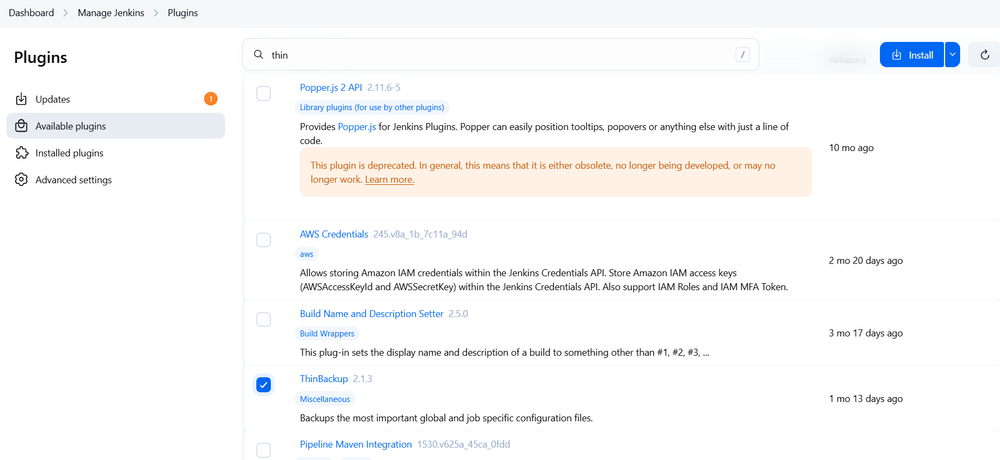 Dashboard > Manage Jenkins > Plugins
Plugins
thin /
Released
Install
Updates 1
Available plugins
Installed plugins
Advanced settings
Popper.js 2 API 2.11.6-5
Library plugins (for use by other plugins)
Provides Popper.js for Jenkins Plugins. Popper can easily position tooltips, popovers or anything else with just a line of
code.
10 mo ago
This plugin is deprecated. In general, this means that it is either obsolete, no longer being developed, or may no
longer work. Learn more.
AWS Credentials 245.v8a_1b_7c11a_94d
aws
Allows storing Amazon IAM credentials within the Jenkins Credentials API. Store Amazon IAM access keys
(AWSAccessKeyId and AWSSecretKey) within the Jenkins Credentials API. Also support IAM Roles and IAM MFA Token.
2 mo 20 days ago
Build Name and Description Setter 2.5.0
Build Wrappers
This plug-in sets the display name and description of a build to something other than #1, #2, #3, ...
3 mo 17 days ago
ThinBackup 2.1.3
Miscellaneous
Backups the most important global and job specific configuration files.
1 mo 13 days ago
Pipeline Maven Integration 1530.v625a_45ca_0fdd